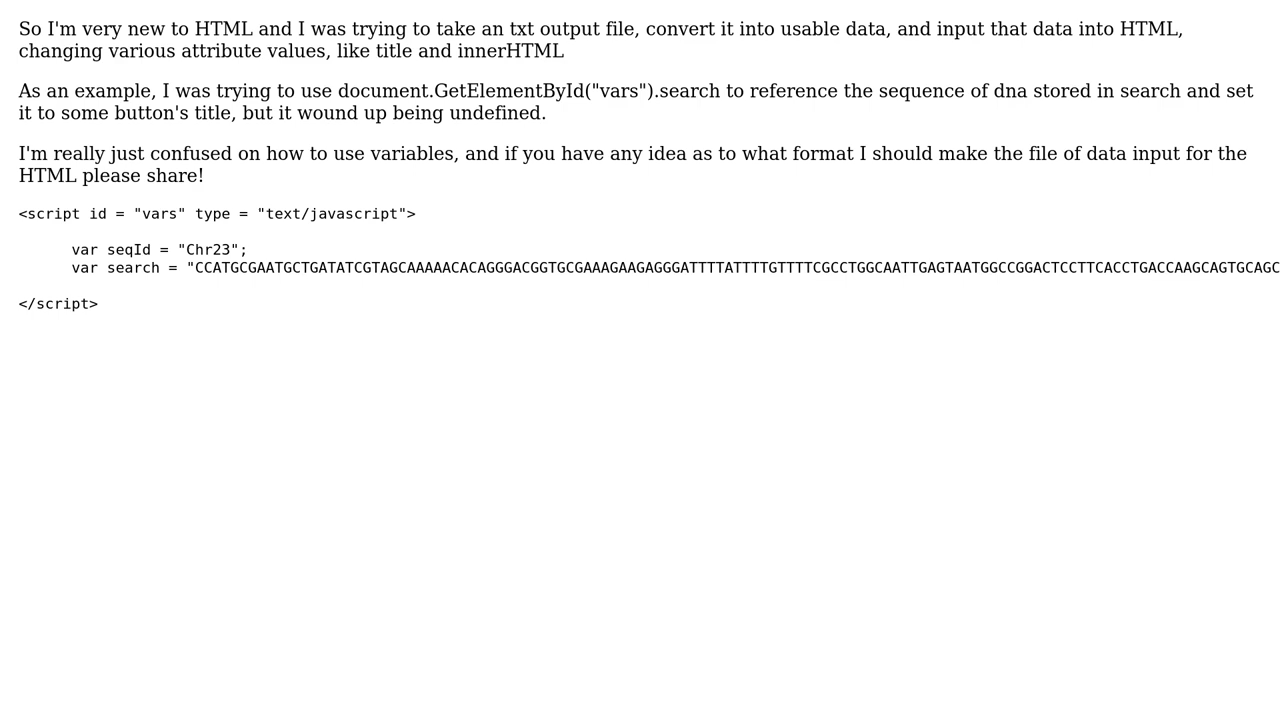 So I'm very new to HTML and I was trying to take an txt output file, convert it into usable data, and input that data into HTML,
changing various attribute values, like title and innerHTML
As an example, I was trying to use document.GetElementById("vars").search to reference the sequence of dna stored in search and set
it to some button's title, but it wound up being undefined.
I'm really just confused on how to use variables, and if you have any idea as to what format I should make the file of data input for the
HTML please share!
<script id = "vars" type = "text/javascript">
var seqId = "Chr23";
var search = "CCATGCGAATGCTGATATCGTAGCAAAAACACAGGGACGGTGCGAAAGAAGAGGGATTTTATTTTGTTTTCGCCTGGCAATTGAGTAATGGCCGGACTCCTTCACCTGACCAAGCAGTGCAGC
</script>